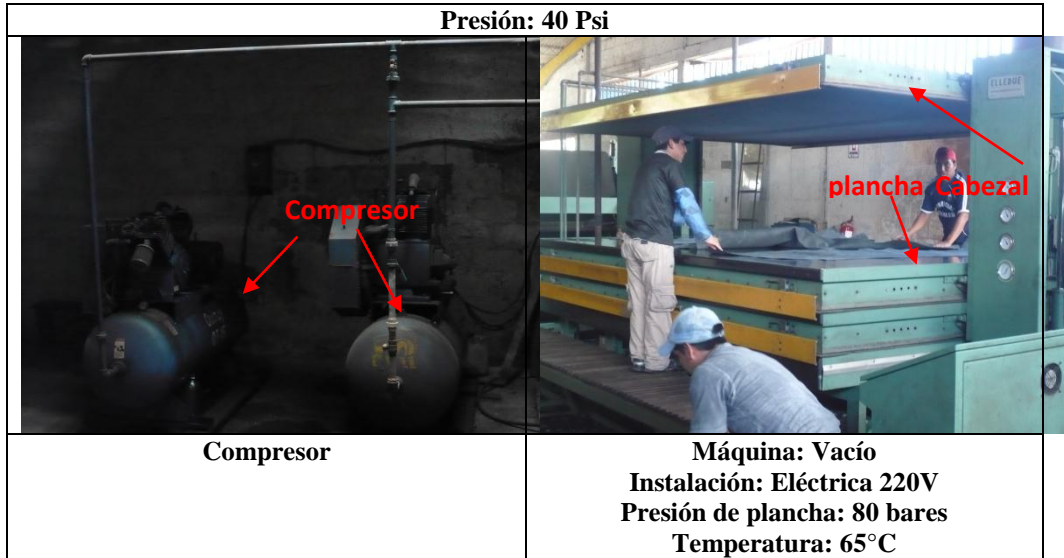 Presión: 40 Psi
Compresor
ELLEDUE
plancha Cabezal
Compresor
Máquina: Vacío
Instalación: Eléctrica 220V
Presión de plancha: 80 bares
Temperatura: 65°C